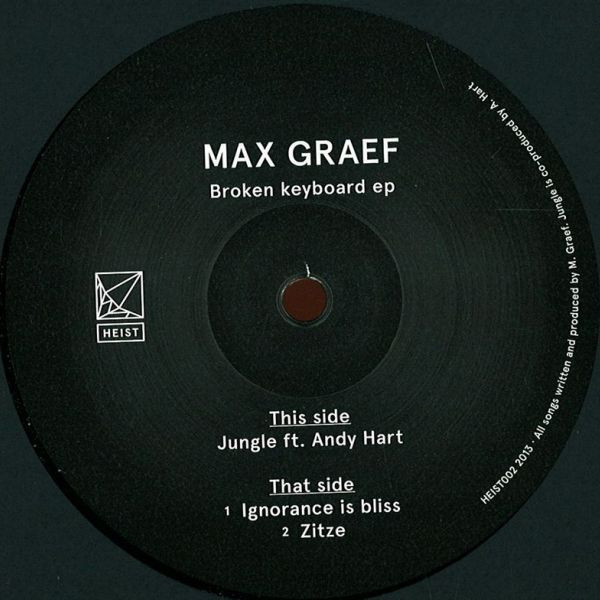 MAX GRAEF
Broken keyboard ep
HEIST
This side
Jungle ft. Andy Hart
That side
1 Ignorance is bliss
2 Zitze
HEIST002 2013 · All songs written and produced by M. Graef. Jungle is co-produced by A. Hart